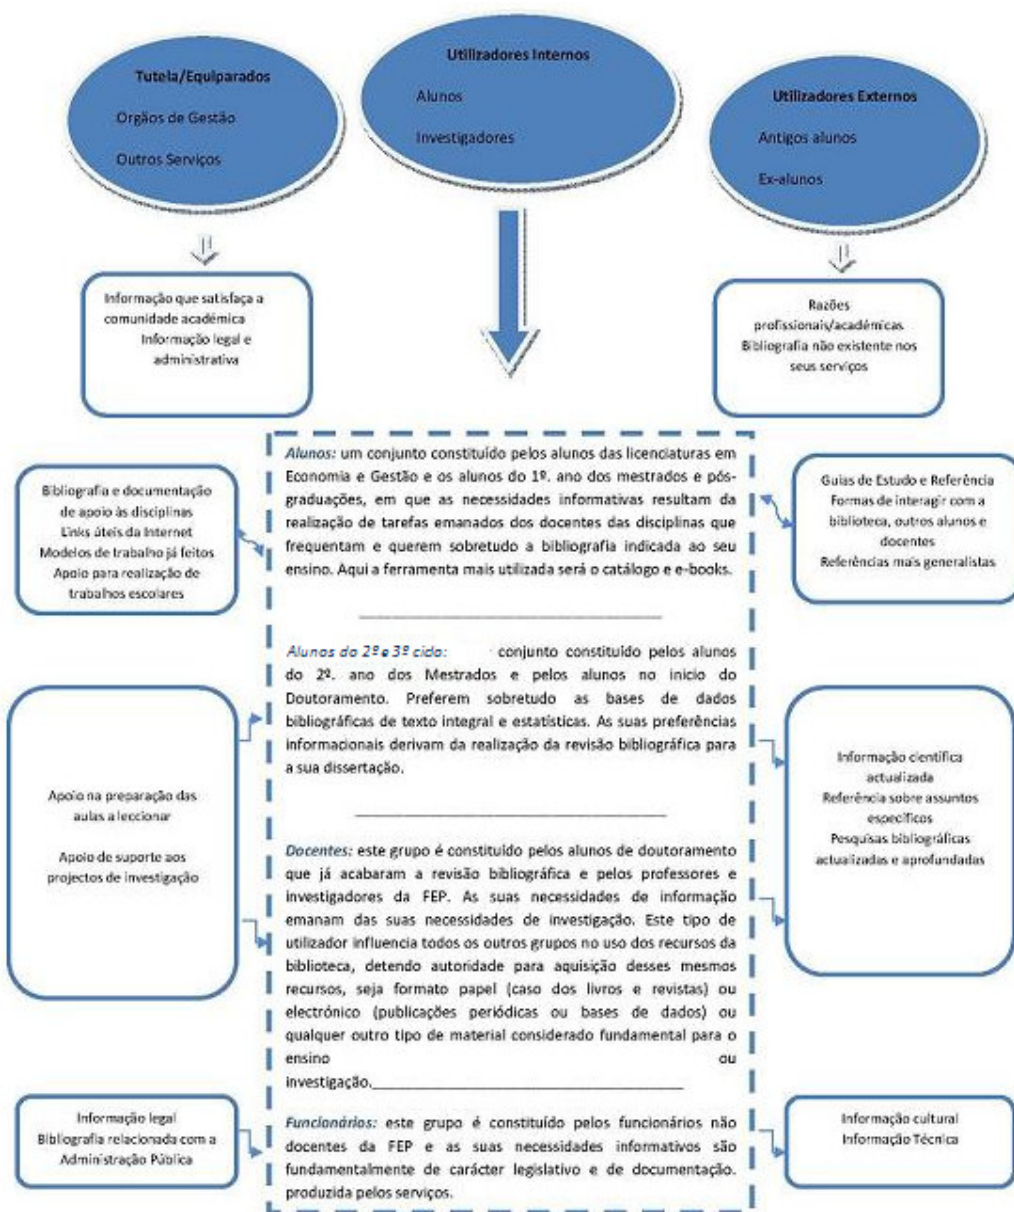 Tutela/Equiparados
Orgãos de Gestão
Outros Serviços
Utilizadores Internos
Alunos
Investigadores
Utilizadores Externos
Antigos alunos
Ex-alunos
Informação que satisfaça a
comunidade académica
Informação legal e
administrativa
Razões
profissionais/académicas
Bibliografia não existente nos
seus serviços
Bibliografia e documentação
de apoio às disciplinas
Links úteis da Internet
Modelos de trabalho já feitos
Apoio para realização de
trabalhos escolares
Alunos: um conjunto constituído pelos alunos das licenciaturas em
Economia e Gestão e os alunos do 1º. ano dos mestrados e pós-
graduações, em que as necessidades informativas resultam da
realização de tarefas emanados dos docentes das disciplinas que
frequentam e querem sobretudo a bibliografia indicada ao seu
ensino. Aqui a ferramenta mais utilizada será o catálogo e e-books.
Guias de Estudo e Referência
Formas de interagir com a
biblioteca, outros alunos e
docentes
Referências mais generalistas
Alunos do 2º e 3º ciclo: conjunto constituído pelos alunos
do 2º. ano dos Mestrados e pelos alunos no inicio do
Doutoramento. Preferem sobretudo as bases de dados
bibliográficas de texto integral e estatísticas. As suas preferências
informacionais derivam da realização da revisão bibliográfica para
a sua dissertação.
Apoio na preparação das
aulas a leccionar
Apoio de suporte aos
projectos de investigação
Informação científica
actualizada
Referência sobre assuntos
específicos
Pesquisas bibliográficas
actualizadas e aprofundadas
Docentes: este grupo é constituído pelos alunos de doutoramento
que já acabaram a revisão bibliográfica e pelos professores e
investigadores da FEP. As suas necessidades de informação
emanam das suas necessidades de investigação. Este tipo de
utilizador influencia todos os outros grupos no uso dos recursos da
biblioteca, detendo autoridade para aquisição desses mesmos
recursos, seja formato papel (caso dos livros e revistas) ou
electrónico (publicações periódicas ou bases de dados) ou
qualquer outro tipo de material considerado fundamental para o
ensino ou
investigação.
Informação legal
Bibliografia relacionada com a
Administração Pública
Funcionários: este grupo é constituído pelos funcionários não
docentes da FEP e as suas necessidades informativos são
fundamentalmente de carácter legislativo e de documentação.
produzida pelos serviços.
Informação cultural
Informação Técnica